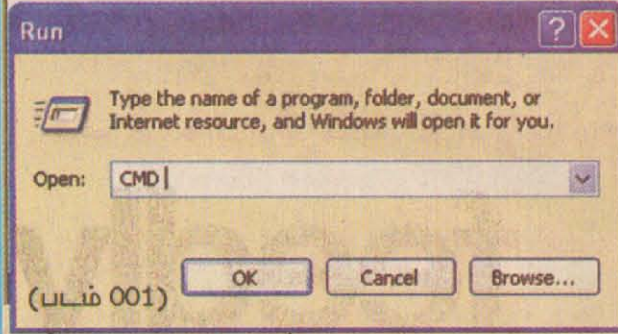 Run
Type the name of a program, folder, document, or
Internet resource, and Windows will open it for you.
Open: CMD
OK Cancel Browse...
(படம் 001)